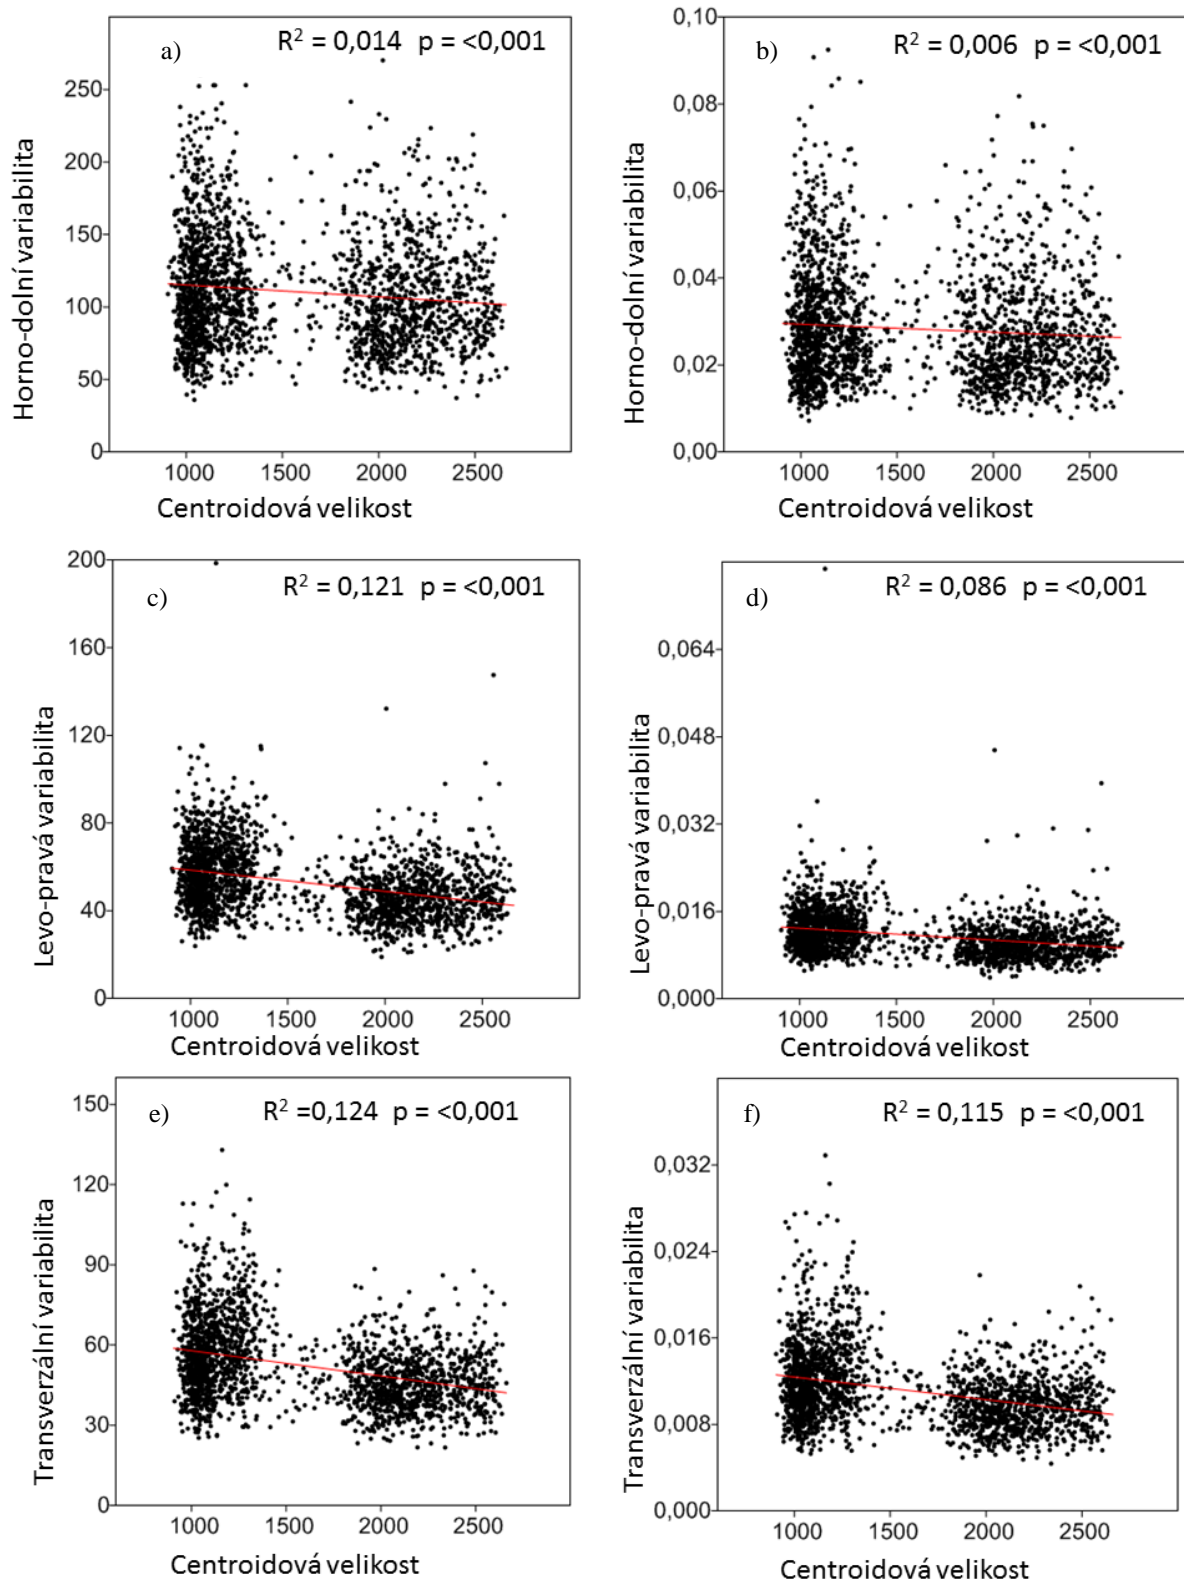 a)
R² = 0,014 p = <0,001
250
200
150
100
50
0
Horno-dolní variabilita
1000 1500 2000 2500
Centroidová velikost
b)
R² = 0,006 p = <0,001
0,10
0,08
0,06
0,04
0,02
0,00
Horno-dolní variabilita
1000 1500 2000 2500
Centroidová velikost
c)
R² = 0,121 p = <0,001
200
160
120
80
40
0
Levo-pravá variabilita
1000 1500 2000 2500
Centroidová velikost
d)
R² = 0,086 p = <0,001
0,064
0,048
0,032
0,016
0,000
Levo-pravá variabilita
1000 1500 2000 2500
Centroidová velikost
e)
R² =0,124 p = <0,001
150
120
90
60
30
0
Transverzální variabilita
1000 1500 2000 2500
Centroidová velikost
f)
R² = 0,115 p = <0,001
0,032
0,024
0,016
0,008
0,000
Transverzální variabilita
1000 1500 2000 2500
Centroidová velikost